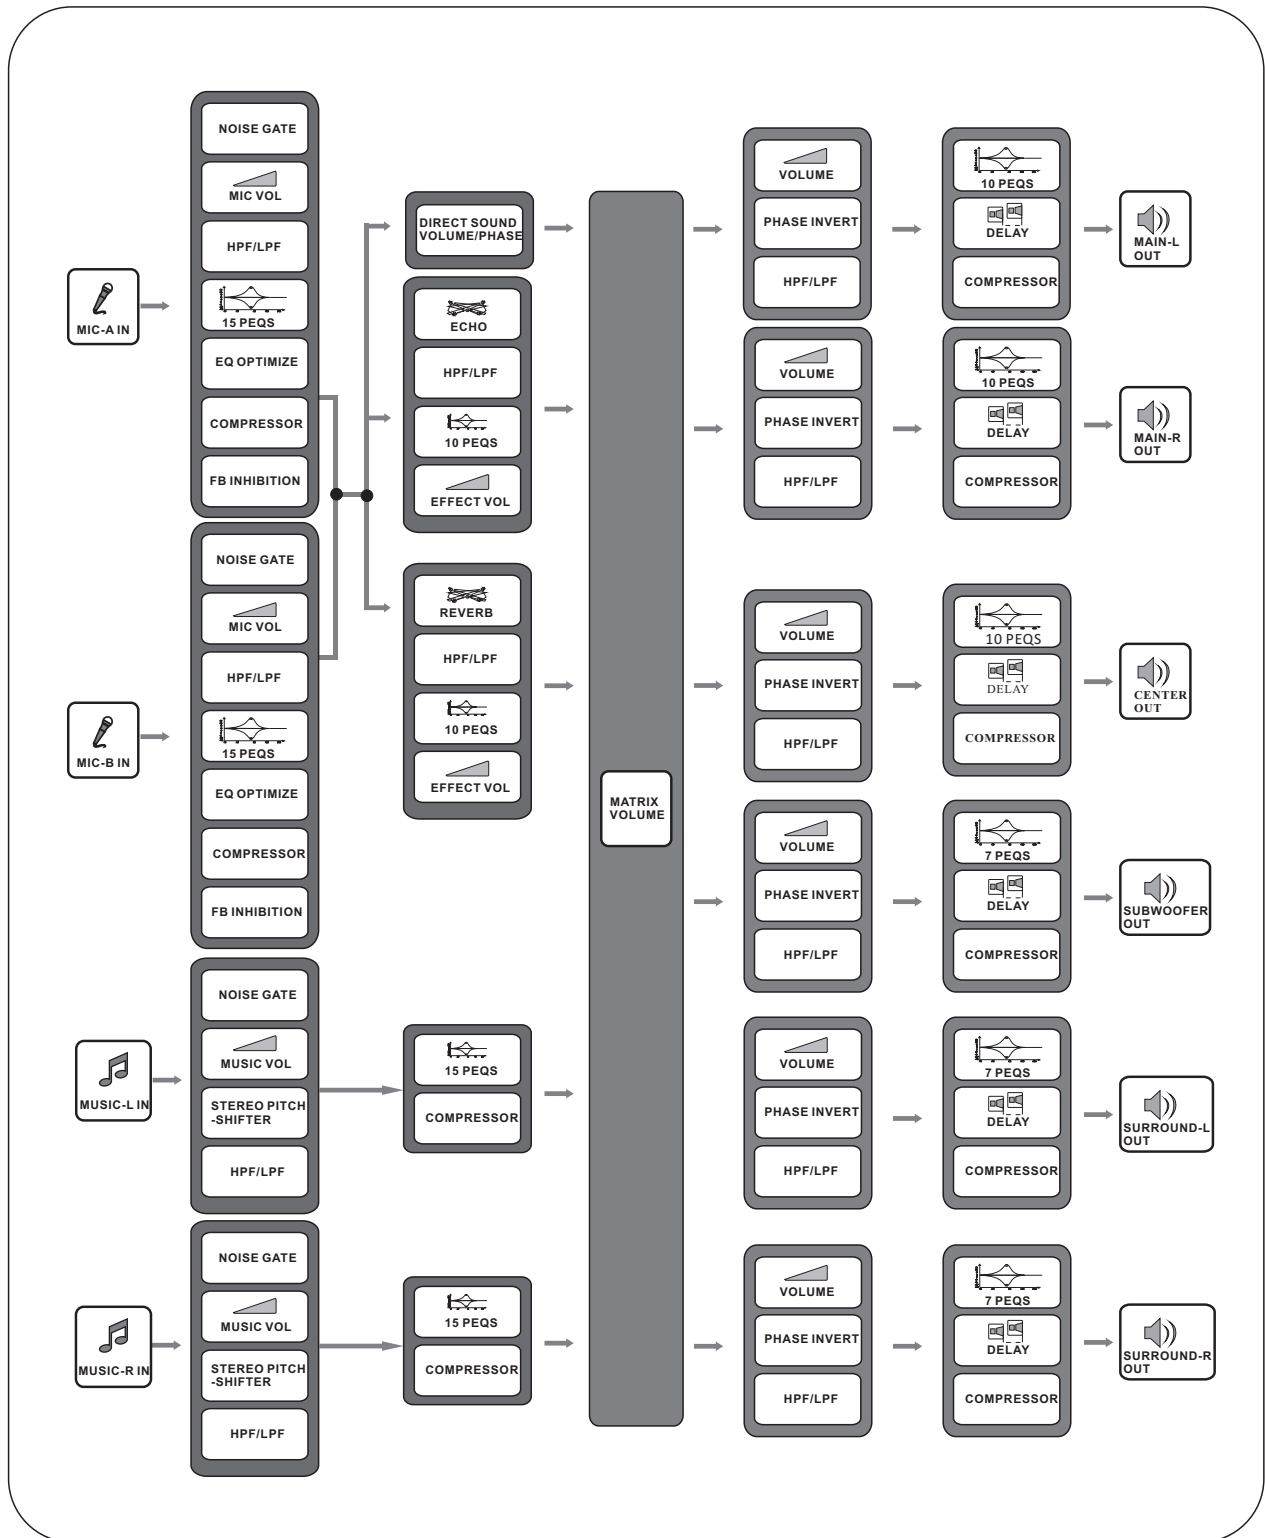 MIC-A IN
NOISE GATE
MIC VOL
HPF/LPF
15 PEQS
EQ OPTIMIZE
COMPRESSOR
FB INHIBITION
MIC-B IN
NOISE GATE
MIC VOL
HPF/LPF
15 PEQS
EQ OPTIMIZE
COMPRESSOR
FB INHIBITION
MUSIC-L IN
NOISE GATE
MUSIC VOL
STEREO PITCH
-SHIFTER
HPF/LPF
MUSIC-R IN
NOISE GATE
MUSIC VOL
STEREO PITCH
-SHIFTER
HPF/LPF
DIRECT SOUND
VOLUME/PHASE
ECHO
HPF/LPF
10 PEQS
EFFECT VOL
REVERB
HPF/LPF
10 PEQS
EFFECT VOL
15 PEQS
COMPRESSOR
15 PEQS
COMPRESSOR
MATRIX
VOLUME
VOLUME
PHASE INVERT
HPF/LPF
10 PEQS
DELAY
COMPRESSOR
MAIN-L
OUT
VOLUME
PHASE INVERT
HPF/LPF
10 PEQS
DELAY
COMPRESSOR
MAIN-R
OUT
VOLUME
PHASE INVERT
HPF/LPF
10 PEQS
DELAY
COMPRESSOR
CENTER
OUT
VOLUME
PHASE INVERT
HPF/LPF
7 PEQS
DELAY
COMPRESSOR
SUBWOOFER
OUT
VOLUME
PHASE INVERT
HPF/LPF
7 PEQS
DELAY
COMPRESSOR
SURROUND-L
OUT
VOLUME
PHASE INVERT
HPF/LPF
7 PEQS
DELAY
COMPRESSOR
SURROUND-R
OUT